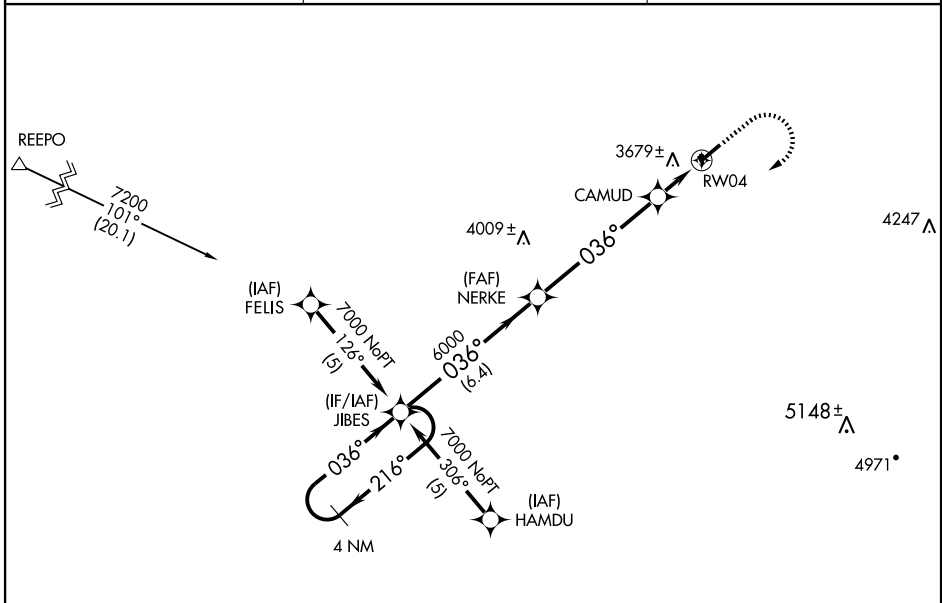 REEPO
7200
101°
(20.1)
3679±
RW04
CAMUD
4247
4009±
036°
(FAF)
NERKE
(IAF)
FELIS
7000 NoPT
126°
(5)
6000
036°
(6.4)
(IF/IAF)
JIBES
5148±
036°
216°
7000 NoPT
306°
(5)
4971
(IAF)
HAMDU
4 NM